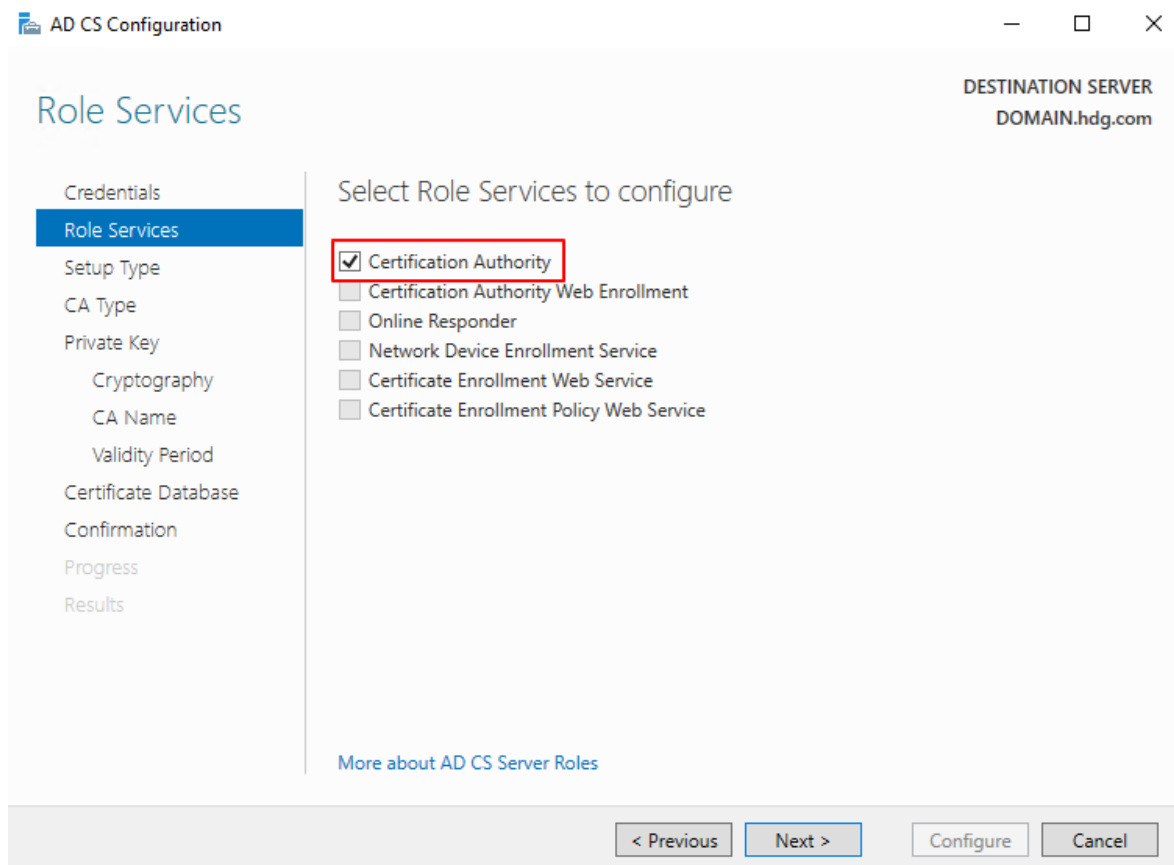 AD CS Configuration
Role Services
DESTINATION SERVER
DOMAIN.hdg.com
Credentials
Role Services
Setup Type
CA Type
Private Key
Cryptography
CA Name
Validity Period
Certificate Database
Confirmation
Progress
Results
Select Role Services to configure
Certification Authority
Certification Authority Web Enrollment
Online Responder
Network Device Enrollment Service
Certificate Enrollment Web Service
Certificate Enrollment Policy Web Service
More about AD CS Server Roles
< Previous
Next >
Configure
Cancel